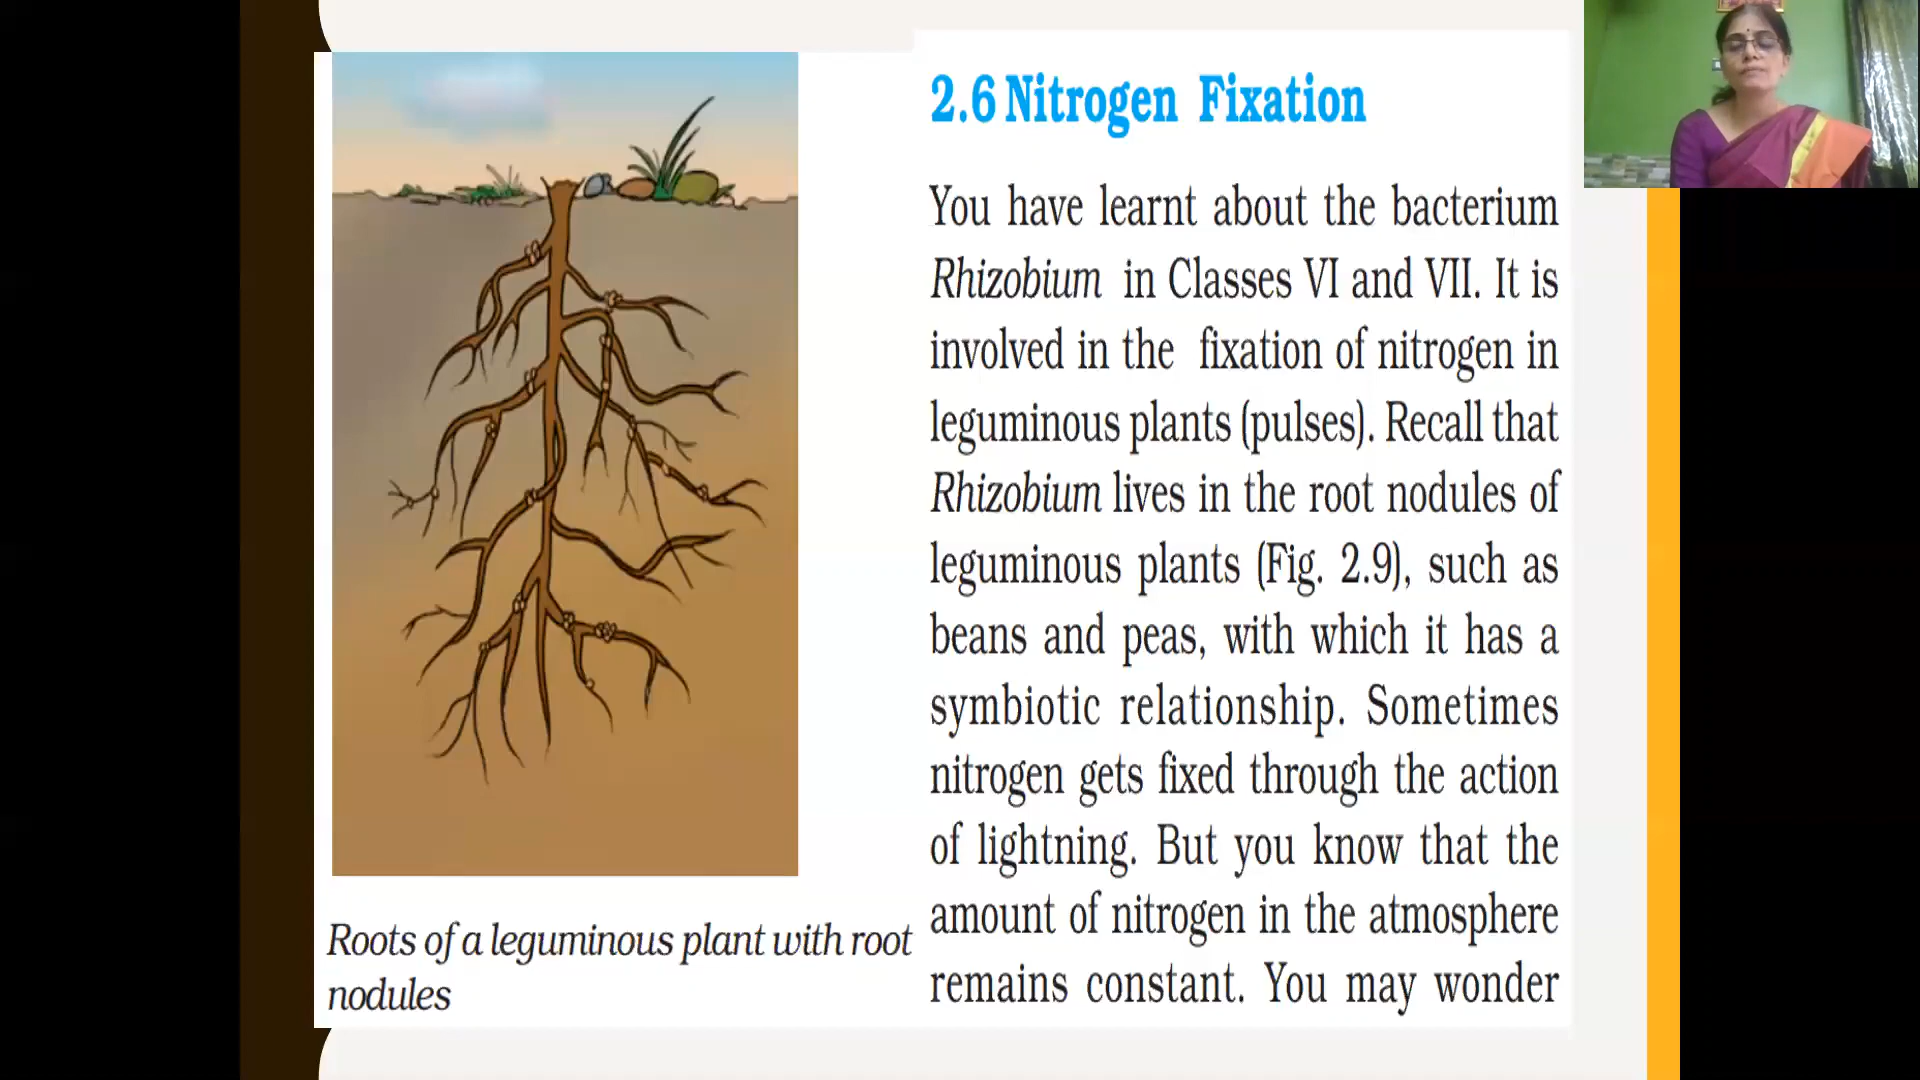 2.6 Nitrogen Fixation
You have learnt about the bacterium
Rhizobium in Classes VI and VII. It is
involved in the fixation of nitrogen in
leguminous plants (pulses). Recall that
Rhizobium lives in the root nodules of
leguminous plants (Fig. 2.9), such as
beans and peas, with which it has a
symbiotic relationship. Sometimes
nitrogen gets fixed through the action
of lightning. But you know that the
amount of nitrogen in the atmosphere
remains constant. You may wonder
Roots of a leguminous plant with root
nodules